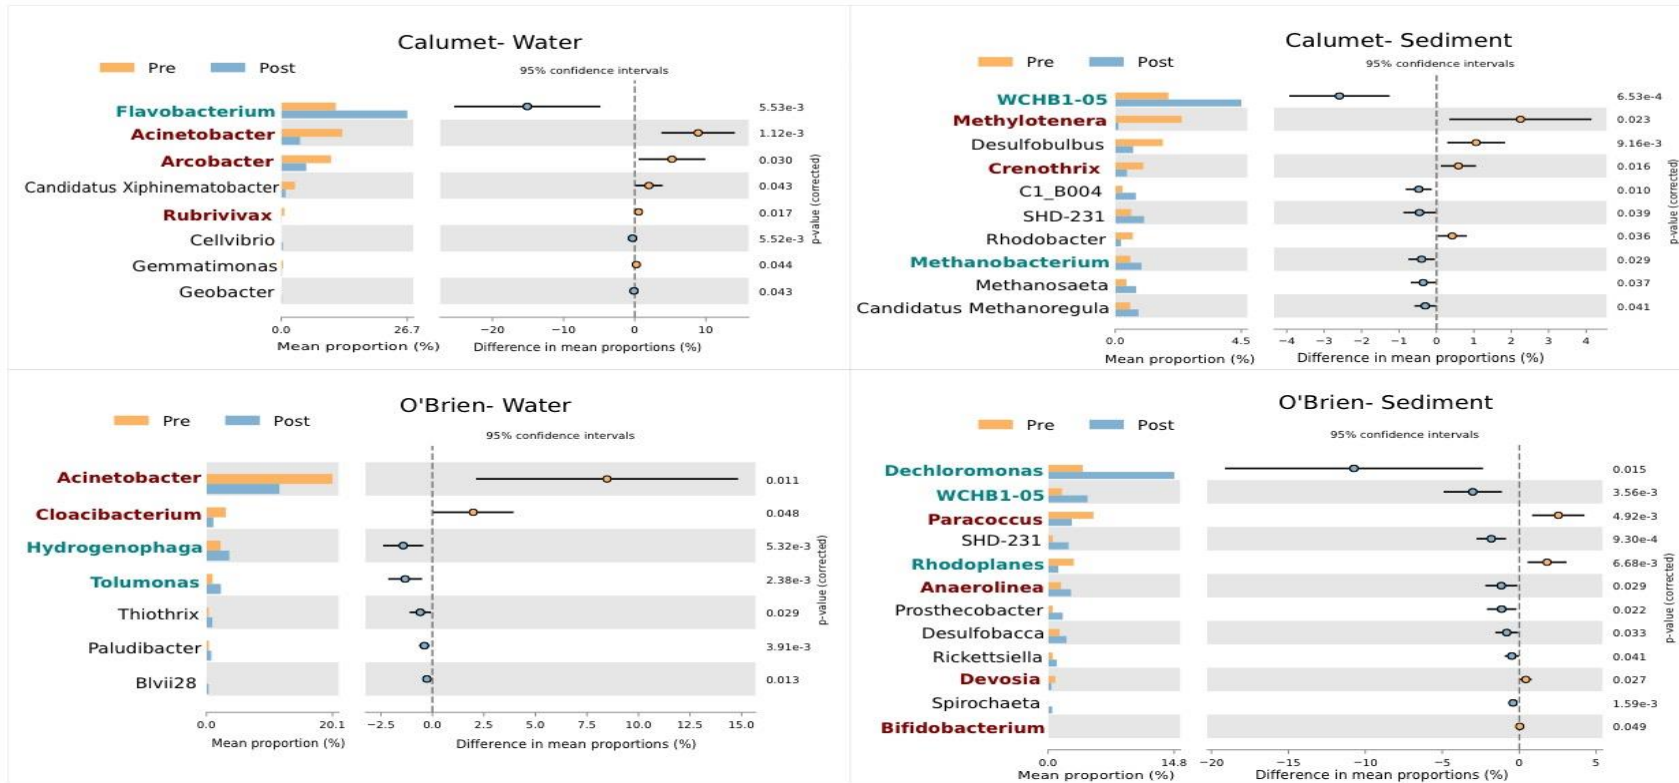 Calumet- Water
Pre Post
95% confidence intervals
Flavobacterium 5.53e-3
Acinetobacter 1.12e-3
Arcobacter 0.030
Candidatus Xiphinematobacter 0.043
Rubrivivax 0.017
Cellvibrio 5.52e-3
Gemmatimonas 0.044
Geobacter 0.043
p-value (corrected)
0.0 26.7 −20 −10 0 10
Mean proportion (%) Difference in mean proportions (%)
Calumet- Sediment
Pre Post
95% confidence intervals
WCHB1-05 6.53e-4
Methylotenera 0.023
Desulfobulbus 9.16e-3
Crenothrix 0.016
C1_B004 0.010
SHD-231 0.039
Rhodobacter 0.036
Methanobacterium 0.029
Methanosaeta 0.037
Candidatus Methanoregula 0.041
p-value (corrected)
0.0 4.5 −4 −3 −2 −1 0 1 2 3 4
Mean proportion (%) Difference in mean proportions (%)
O'Brien- Water
Pre Post
95% confidence intervals
Acinetobacter 0.011
Cloacibacterium 0.048
Hydrogenophaga 5.32e-3
Tolumonas 2.38e-3
Thiothrix 0.029
Paludibacter 3.91e-3
Blvii28 0.013
p-value (corrected)
0.0 20.1 −2.5 0.0 2.5 5.0 7.5 10.0 12.5 15.0
Mean proportion (%) Difference in mean proportions (%)
O'Brien- Sediment
Pre Post
95% confidence intervals
Dechloromonas 0.015
WCHB1-05 3.56e-3
Paracoccus 4.92e-3
SHD-231 9.30e-4
Rhodoplanes 6.68e-3
Anaerolinea 0.029
Prosthecobacter 0.022
Desulfobacca 0.033
Rickettsiella 0.041
Devosia 0.027
Spirochaeta 1.59e-3
Bifidobacterium 0.049
p-value (corrected)
0.0 14.8 −20 −15 −10 −5 0 5
Mean proportion (%) Difference in mean proportions (%)